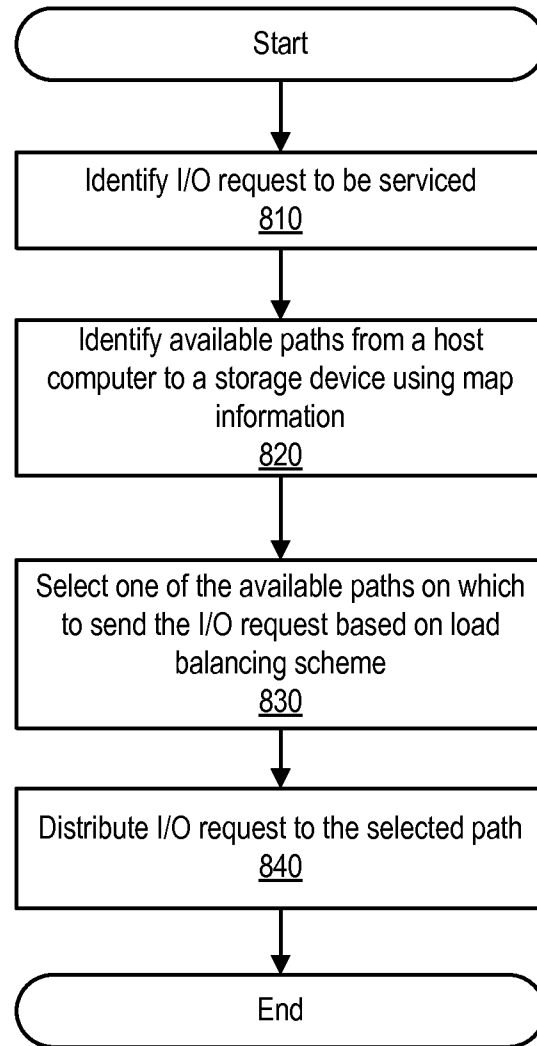 Start
Identify I/O request to be serviced
810
Identify available paths from a host
computer to a storage device using map
information
820
Select one of the available paths on which
to send the I/O request based on load
balancing scheme
830
Distribute I/O request to the selected path
840
End